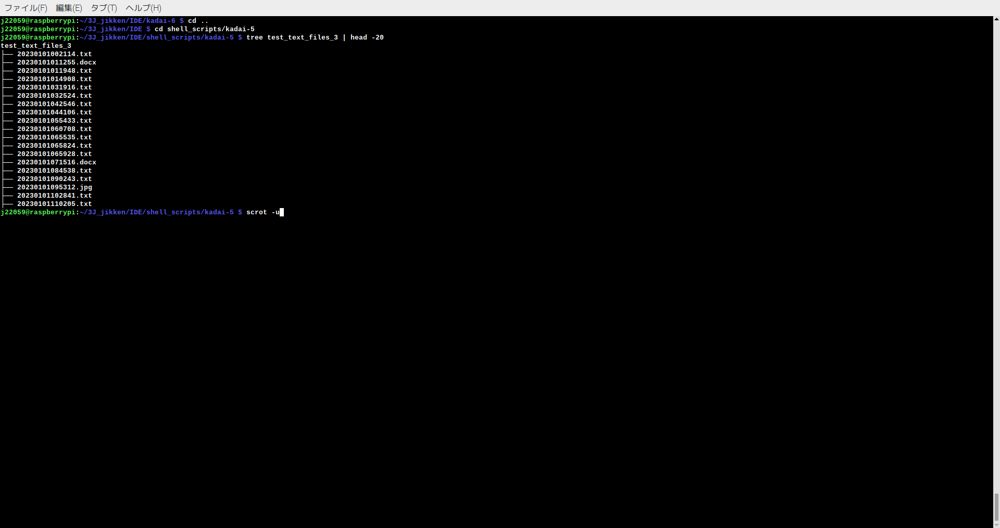 ファイル(F) 編集(E) タブ(T) ヘルプ(H)
j22059@raspberrypi:~/3J_jikken/IDE/kadai-6 $ cd ..
j22059@raspberrypi:~/3J_jikken/IDE $ cd shell_scripts/kadai-5
j22059@raspberrypi:~/3J_jikken/IDE/shell_scripts/kadai-5 $ tree test_text_files_3 | head -20
test_text_files_3
├── 20230101002114.txt
├── 20230101011255.docx
├── 20230101011948.txt
├── 20230101014908.txt
├── 20230101031916.txt
├── 20230101032524.txt
├── 20230101042546.txt
├── 20230101044106.txt
├── 20230101055433.txt
├── 20230101060708.txt
├── 20230101065535.txt
├── 20230101065824.txt
├── 20230101065928.txt
├── 20230101071516.docx
├── 20230101084538.txt
├── 20230101090243.txt
├── 20230101095312.jpg
├── 20230101102841.txt
├── 20230101110205.txt
j22059@raspberrypi:~/3J_jikken/IDE/shell_scripts/kadai-5 $ scrot -u